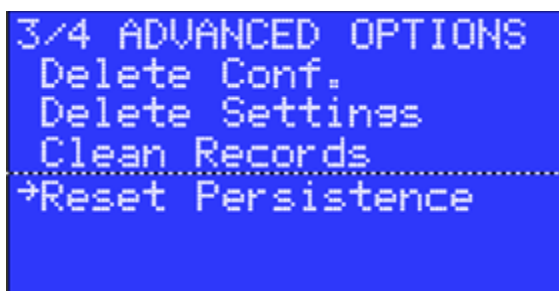 3/4 ADVANCED OPTIONS
Delete Conf.
Delete Settings
Clean Records
→Reset Persistence